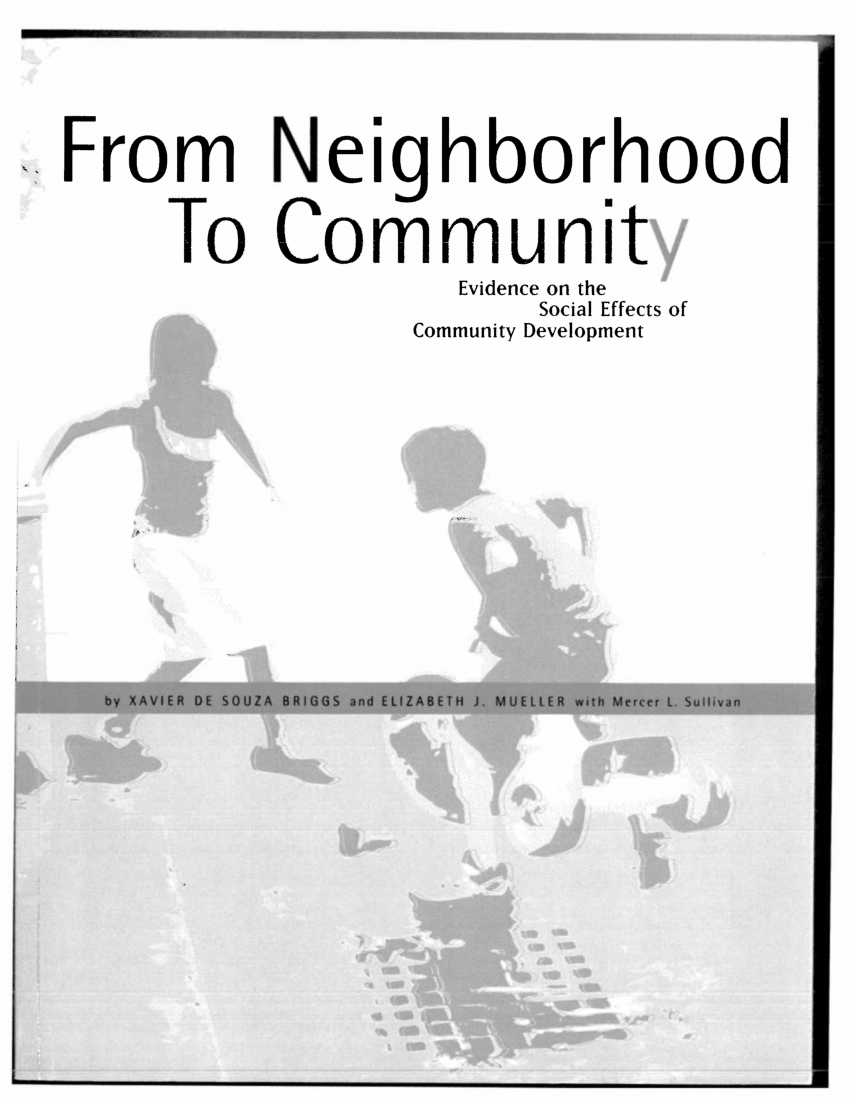 From Neighborhood
To Community
Evidence on the
Social Effects of
Community Development
by XAVIER DE SOUZA BRIGGS and ELIZABETH J. MUELLER with Mercer L. Sullivan